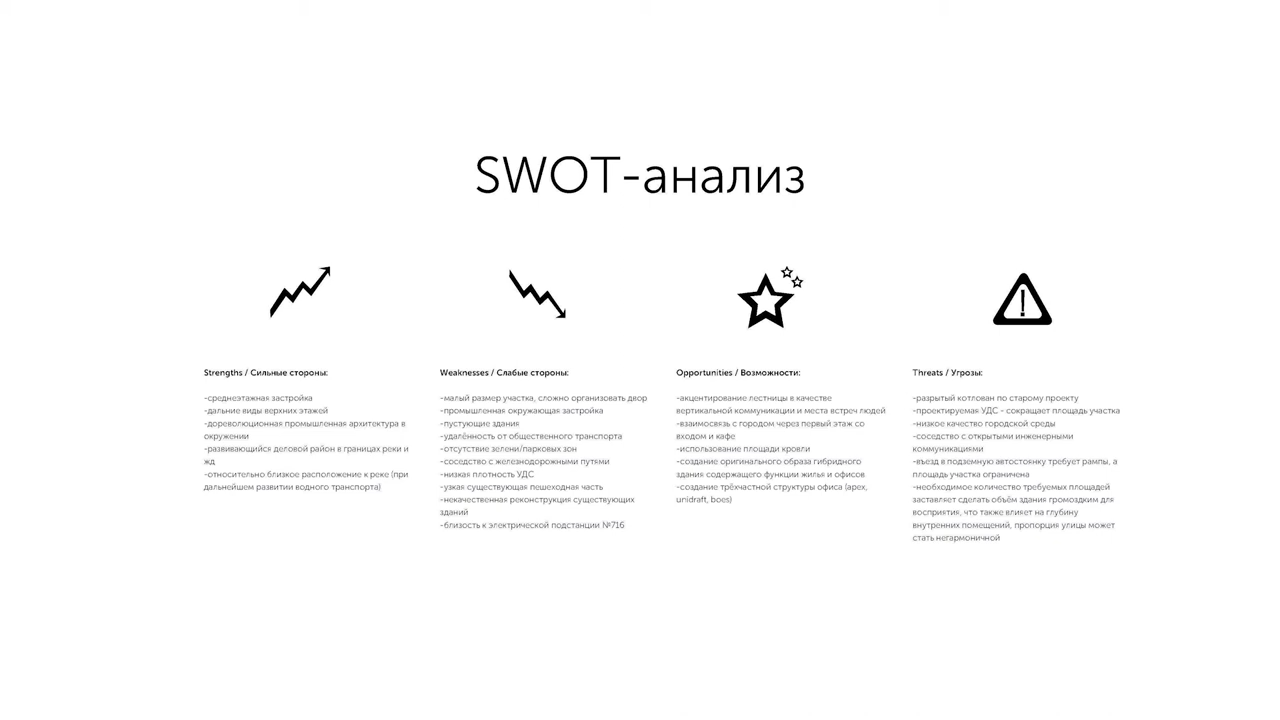 SWOT-анализ
Strengths / Сильные стороны:
-среднеэтажная застройка
-дальние виды верхних этажей
-дореволюционная промышленная архитектура в
окружении
-развивающийся деловой район в границах реки и
жд
-относительно близкое расположение к реке (при
дальнейшем развитии водного транспорта)
Weaknesses / Слабые стороны:
-малый размер участка, сложно организовать двор
-промышленная окружающая застройка
-пустующие здания
-удалённость от общественного транспорта
-отсутствие зелени/парковых зон
-соседство с железнодорожными путями
-низкая плотность УДС
-узкая существующая пешеходная часть
-некачественная реконструкция существующих
зданий
-близость к электрической подстанции №716
Opportunities / Возможности:
-акцентирование лестницы в качестве
вертикальной коммуникации и места встреч людей
-взаимосвязь с городом через первый этаж со
входом и кафе
-использование площади кровли
-создание оригинального образа гибридного
здания содержащего функции жилья и офисов
-создание трёхчастной структуры офиса (apex,
unidraft, boes)
Threats / Угрозы:
-разрытый котлован по старому проекту
-проектируемая УДС - сокращает площадь участка
-низкое качество городской среды
-соседство с открытыми инженерными
коммуникациями
-въезд в подземную автостоянку требует рампы, а
площадь участка ограничена
-необходимое количество требуемых площадей
заставляет сделать объём здания громоздким для
восприятия, что также влияет на глубину
внутренних помещений, пропорция улицы может
стать негармоничной